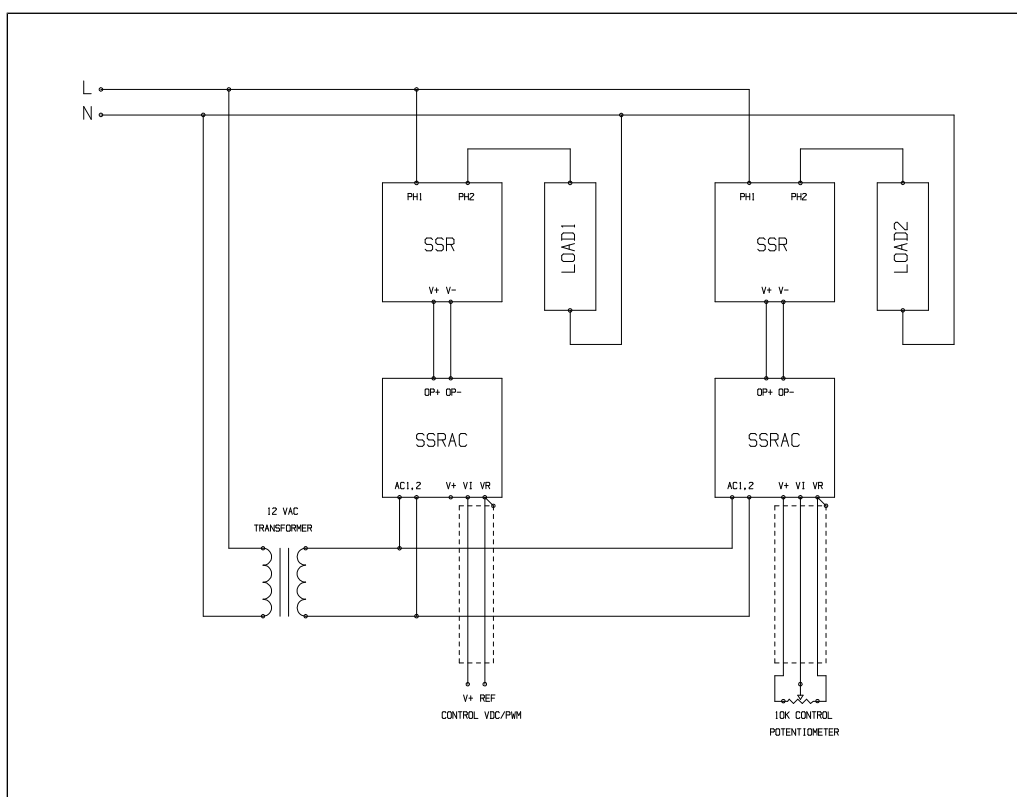 L
N
PH1 PH2
SSR
V+ V-
LOAD1
PH1 PH2
SSR
V+ V-
LOAD2
OP+ OP-
SSRAC
AC1,2 V+ VI VR
OP+ OP-
SSRAC
AC1,2 V+ VI VR
12 VAC
TRANSFORMER
V+ REF
CONTROL VDC/PWM
10K CONTROL
POTENTIOMETER